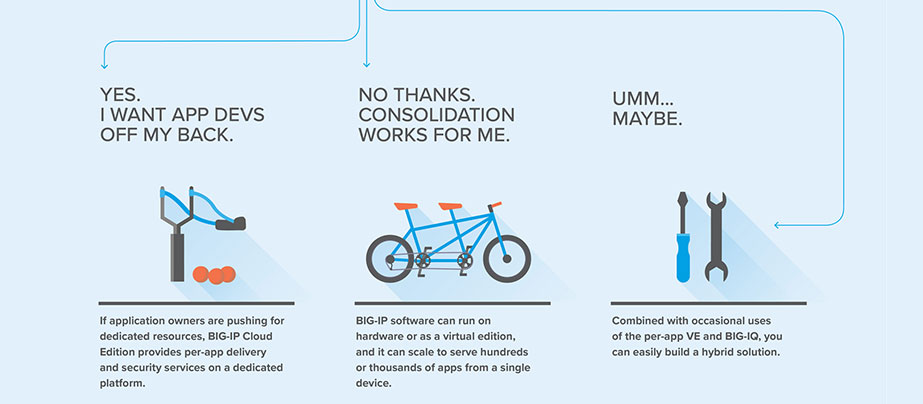 YES.
I WANT APP DEVS
OFF MY BACK.
If application owners are pushing for
dedicated resources, BIG-IP Cloud
Edition provides per-app delivery
and security services on a dedicated
platform.
NO THANKS.
CONSOLIDATION
WORKS FOR ME.
BIG-IP software can run on
hardware or as a virtual edition,
and it can scale to serve hundreds
or thousands of apps from a single
device.
UMM...
MAYBE.
Combined with occasional uses
of the per-app VE and BIG-IQ, you
can easily build a hybrid solution.